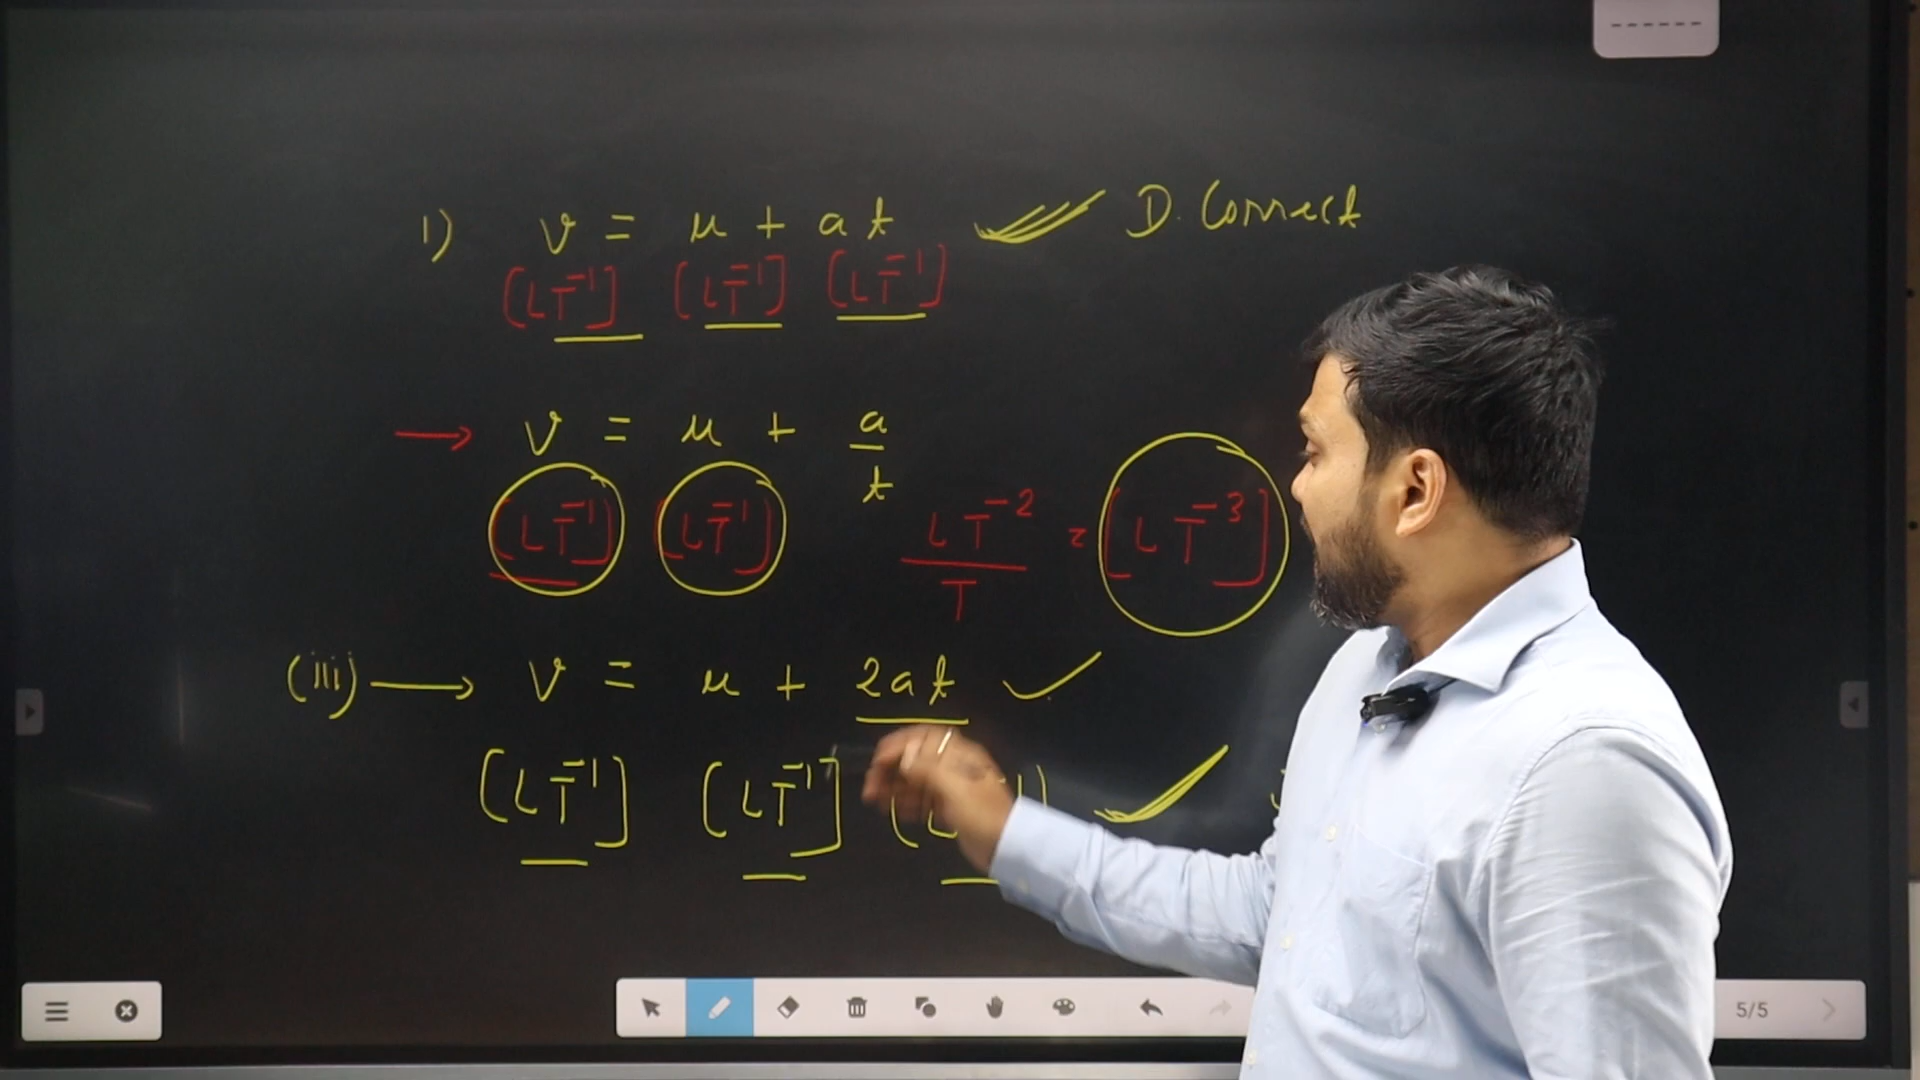 1) v = u + at D. Correct
[LT⁻¹] [LT⁻¹] [LT⁻¹]
→ v = u + a/t
[LT⁻¹] [LT⁻¹] LT⁻²/T = [LT⁻³]
(iii) → v = u + 2at ✓
[LT⁻¹] [LT⁻¹]
5/5